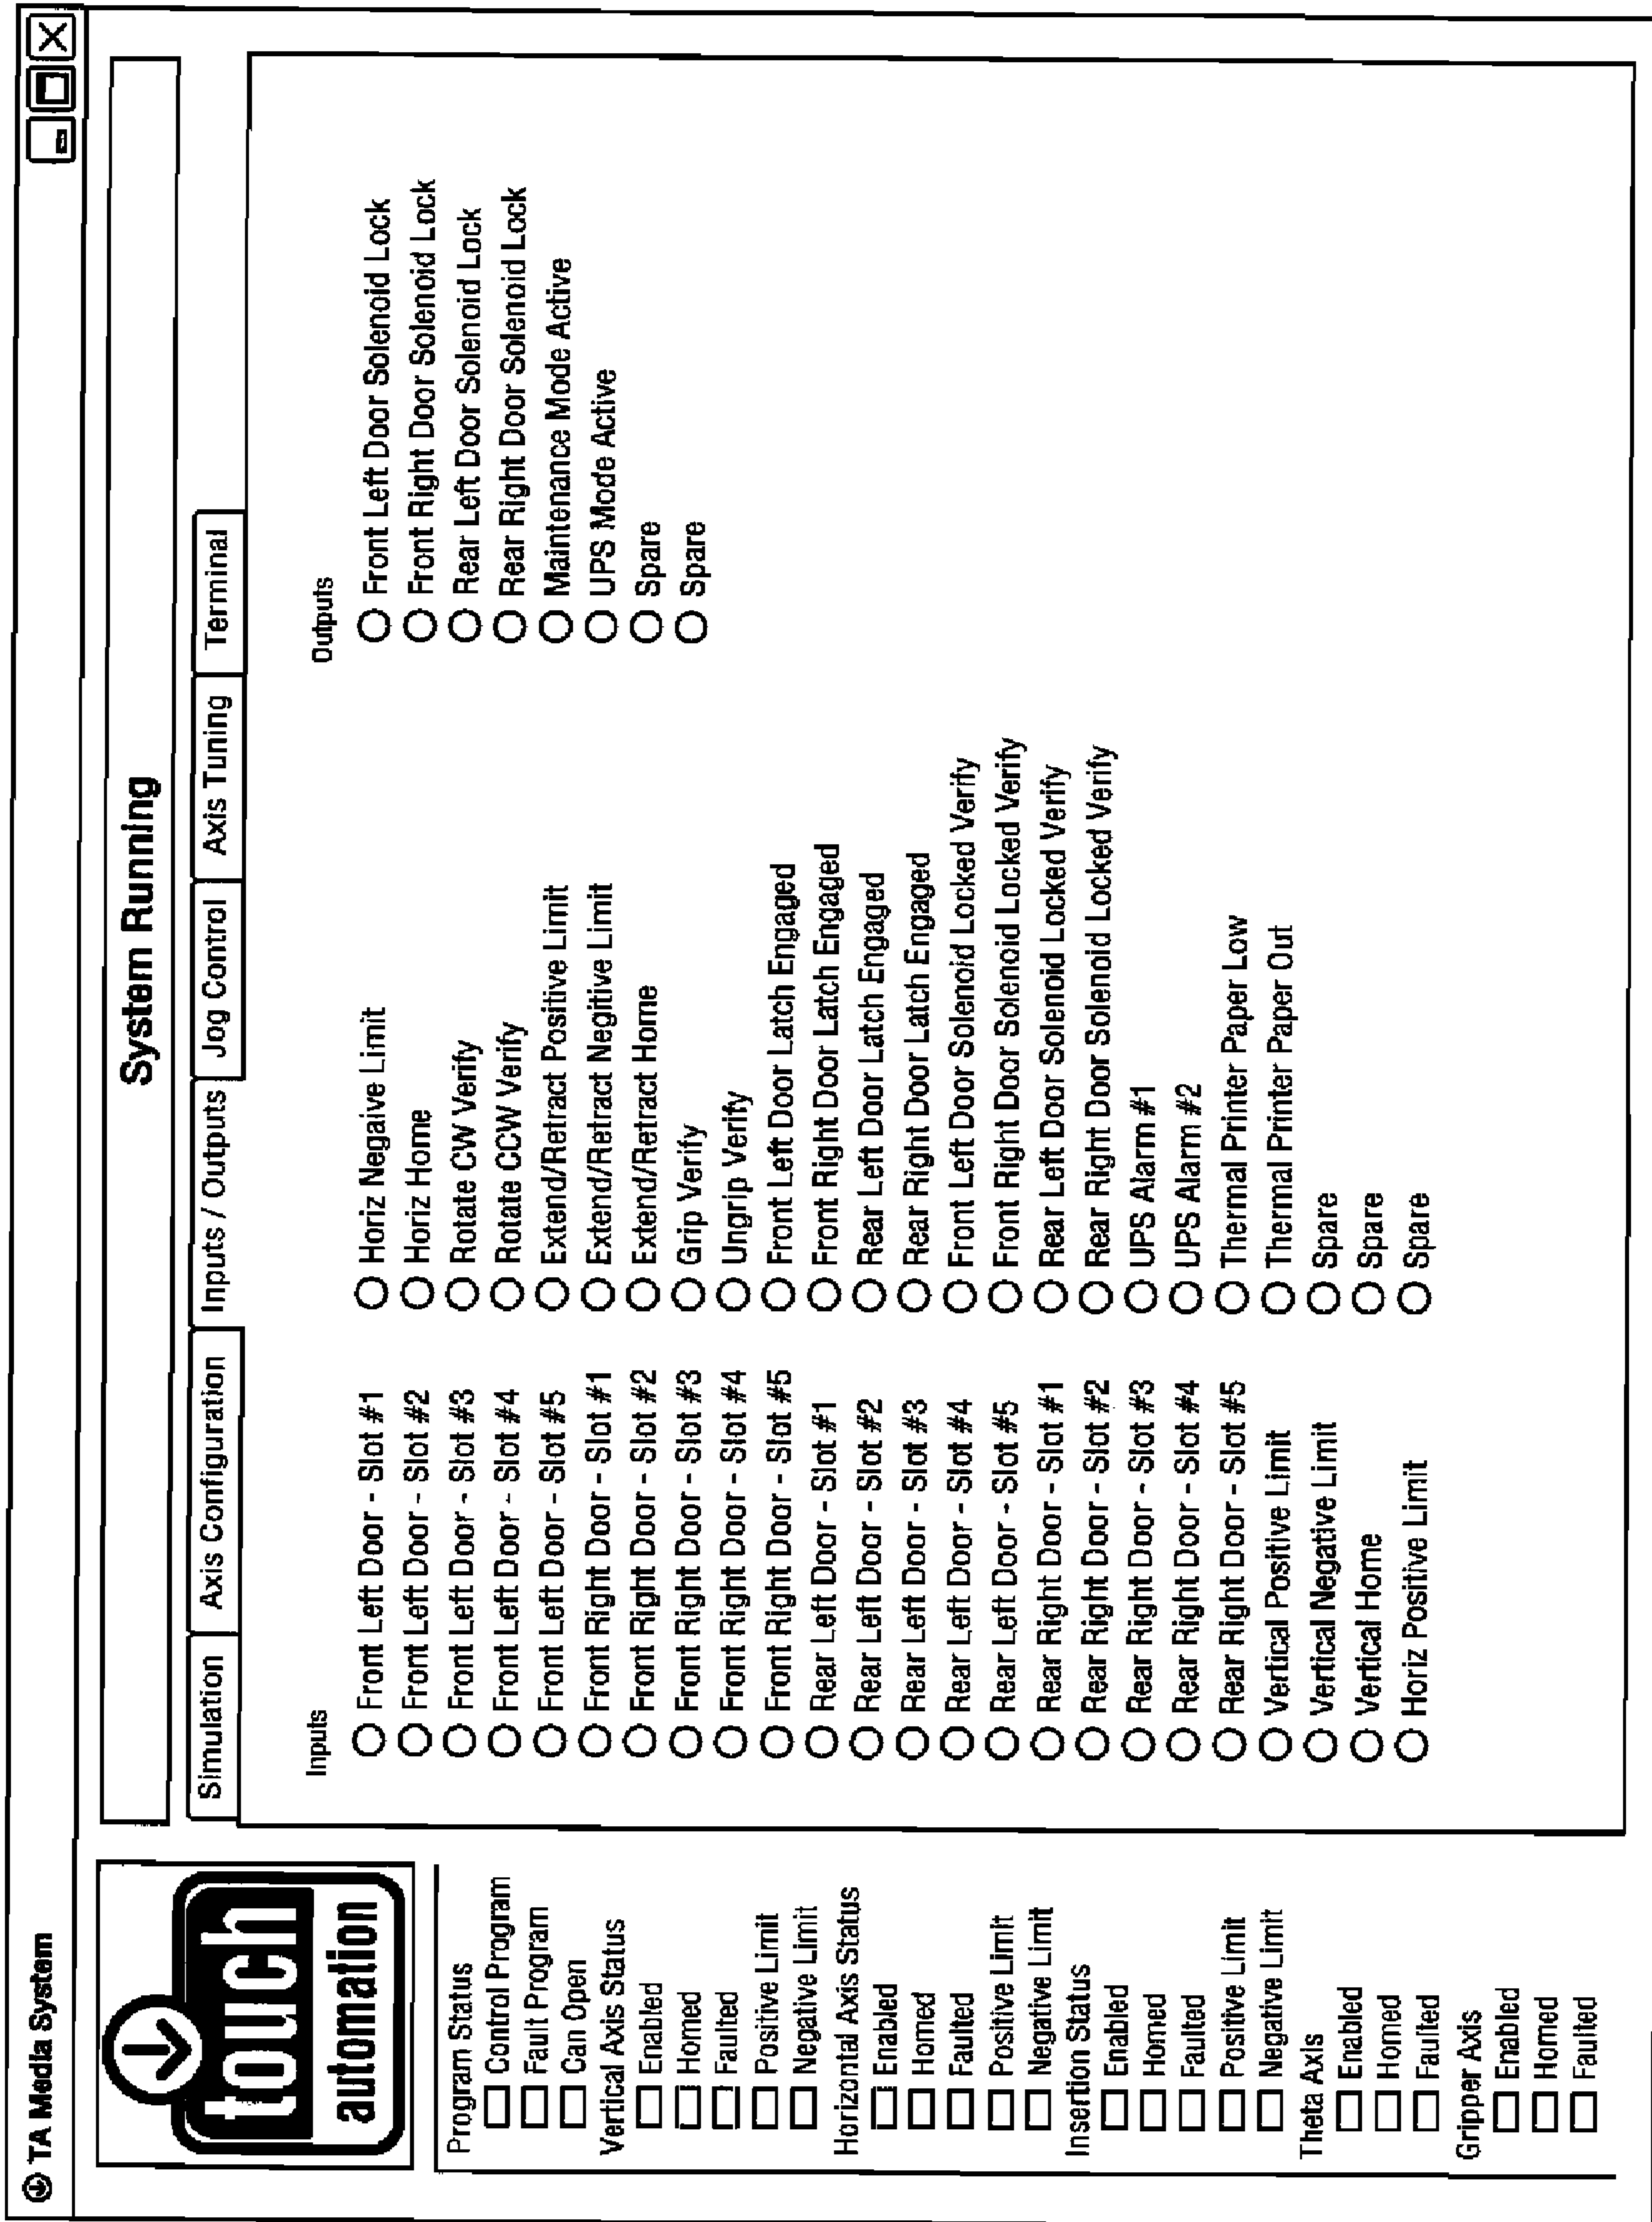 TA Media System
System Running
touch
automation
Program Status
Control Program
Fault Program
Can Open
Vertical Axis Status
Enabled
Homed
Faulted
Positive Limit
Negative Limit
Horizontal Axis Status
Enabled
Homed
Faulted
Positive Limit
Negative Limit
Insertion Status
Enabled
Homed
Faulted
Positive Limit
Negative Limit
Theta Axis
Enabled
Homed
Faulted
Gripper Axis
Enabled
Homed
Faulted
Simulation
Axis Configuration
Inputs / Outputs
Jog Control
Axis Tuning
Terminal
Inputs
Front Left Door - Slot #1
Front Left Door - Slot #2
Front Left Door - Slot #3
Front Left Door - Slot #4
Front Left Door - Slot #5
Front Right Door - Slot #1
Front Right Door - Slot #2
Front Right Door - Slot #3
Front Right Door - Slot #4
Front Right Door - Slot #5
Rear Left Door - Slot #1
Rear Left Door - Slot #2
Rear Left Door - Slot #3
Rear Left Door - Slot #4
Rear Left Door - Slot #5
Rear Right Door - Slot #1
Rear Right Door - Slot #2
Rear Right Door - Slot #3
Rear Right Door - Slot #4
Rear Right Door - Slot #5
Vertical Positive Limit
Vertical Negative Limit
Vertical Home
Horiz Positive Limit
Horiz Negaive Limit
Horiz Home
Rotate CW Verify
Rotate CCW Verify
Extend/Retract Positive Limit
Extend/Retract Negitive Limit
Extend/Retract Home
Grip Verify
Ungrip Verify
Front Left Door Latch Engaged
Front Right Door Latch Engaged
Rear Left Door Latch Engaged
Rear Right Door Latch Engaged
Front Left Door Solenoid Locked Verify
Front Right Door Solenoid Locked Verify
Rear Left Door Solenoid Locked Verify
Rear Right Door Solenoid Locked Verify
UPS Alarm #1
UPS Alarm #2
Thermal Printer Paper Low
Thermal Printer Paper Out
Spare
Spare
Spare
Outputs
Front Left Door Solenoid Lock
Front Right Door Solenoid Lock
Rear Left Door Solenoid Lock
Rear Right Door Solenoid Lock
Maintenance Mode Active
UPS Mode Active
Spare
Spare